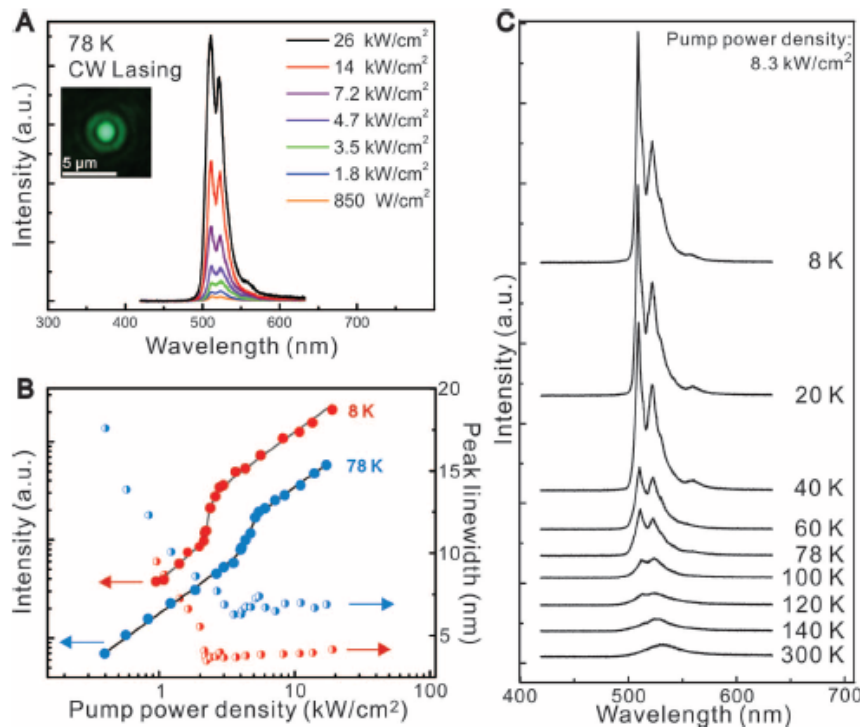 A
78 K
CW Lasing
5 µm
26 kW/cm²
14 kW/cm²
7.2 kW/cm²
4.7 kW/cm²
3.5 kW/cm²
1.8 kW/cm²
850 W/cm²
Intensity (a.u.)
300 400 500 600 700
Wavelength (nm)
B
8 K
78 K
Intensity (a.u.)
20
15
10
5
Peak linewidth (nm)
1 10 100
Pump power density (kW/cm²)
C
Pump power density:
8.3 kW/cm²
Intensity (a.u.)
8 K
20 K
40 K
60 K
78 K
100 K
120 K
140 K
300 K
400 500 600 700
Wavelength (nm)